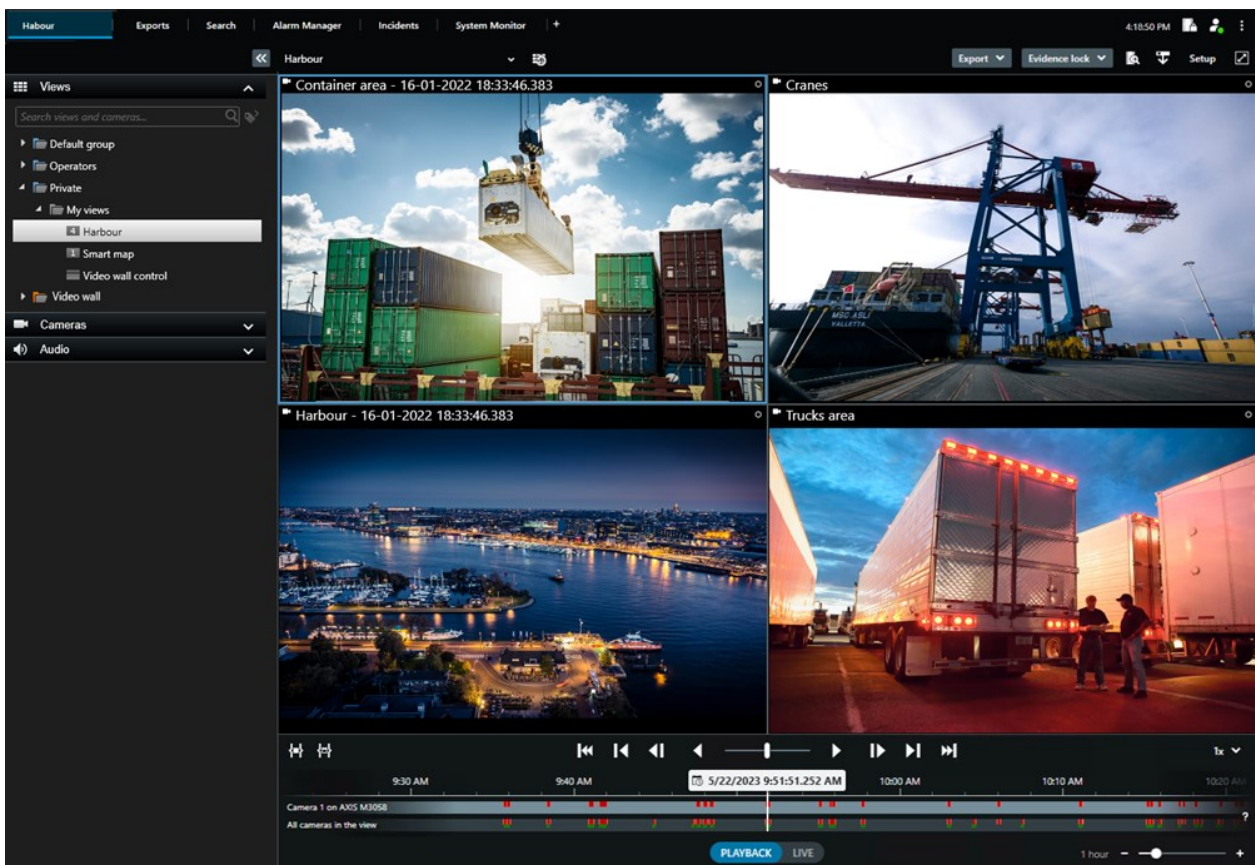 Habour Exports Search Alarm Manager Incidents System Monitor + 4:18:50 PM
Harbour Export Evidence lock Setup
Views
Search views and cameras...
Default group
Operators
Private
My views
4 Harbour
1 Smart map
Video wall control
Video wall
Cameras
Audio
Container area - 16-01-2022 18:33:46.383
Cranes
MSC ASLI
VALLETTA
Harbour - 16-01-2022 18:33:46.383
Trucks area
1x
9:30 AM 9:40 AM 5/22/2023 9:51:51.252 AM 10:00 AM 10:10 AM 10:20 AM
Camera 1 on AXIS M3058
All cameras in the view ?
PLAYBACK LIVE 1 hour - +